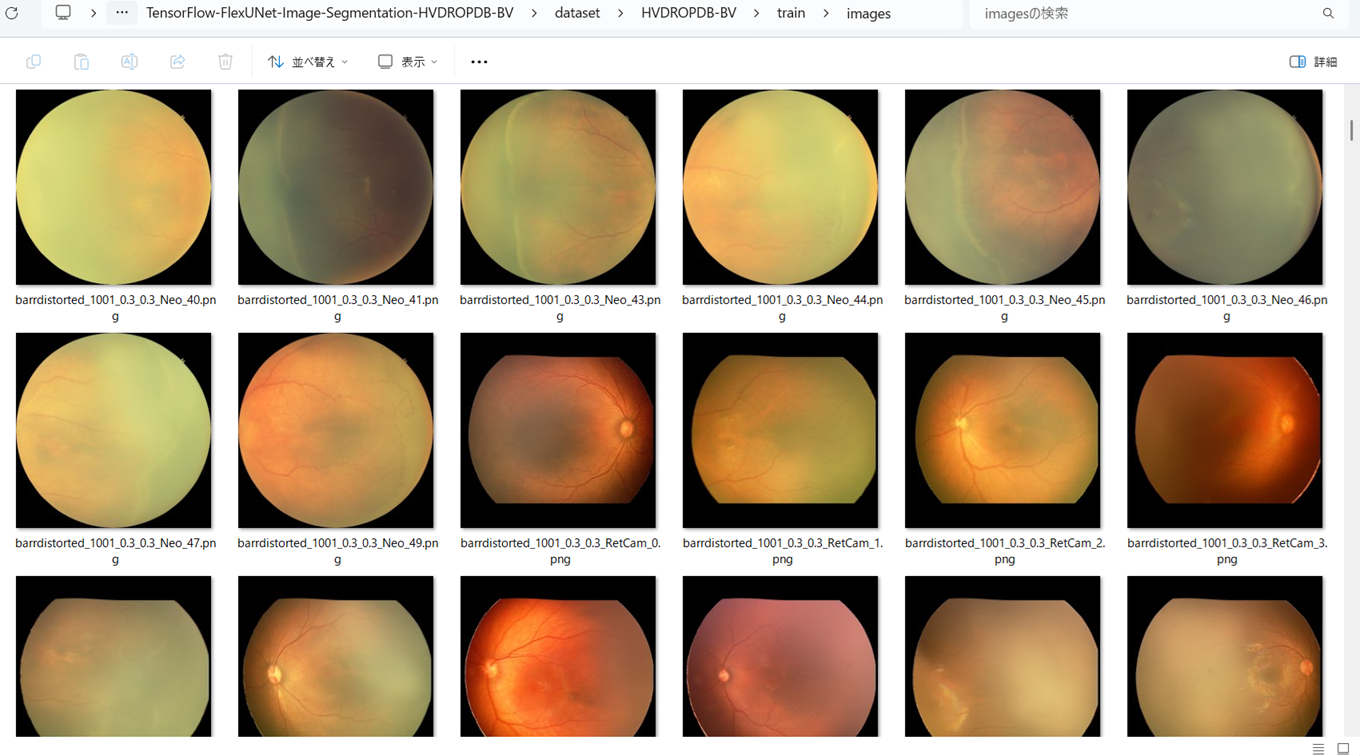 TensorFlow-FlexUNet-Image-Segmentation-HVDROPDB-BV > dataset > HVDROPDB-BV > train > images
imagesの検索
並べ替え
表示
詳細
barrdistorted_1001_0.3_0.3_Neo_40.pn
g
barrdistorted_1001_0.3_0.3_Neo_41.pn
g
barrdistorted_1001_0.3_0.3_Neo_43.pn
g
barrdistorted_1001_0.3_0.3_Neo_44.pn
g
barrdistorted_1001_0.3_0.3_Neo_45.pn
g
barrdistorted_1001_0.3_0.3_Neo_46.pn
g
barrdistorted_1001_0.3_0.3_Neo_47.pn
g
barrdistorted_1001_0.3_0.3_Neo_49.pn
g
barrdistorted_1001_0.3_0.3_RetCam_0.
png
barrdistorted_1001_0.3_0.3_RetCam_1.
png
barrdistorted_1001_0.3_0.3_RetCam_2.
png
barrdistorted_1001_0.3_0.3_RetCam_3.
png